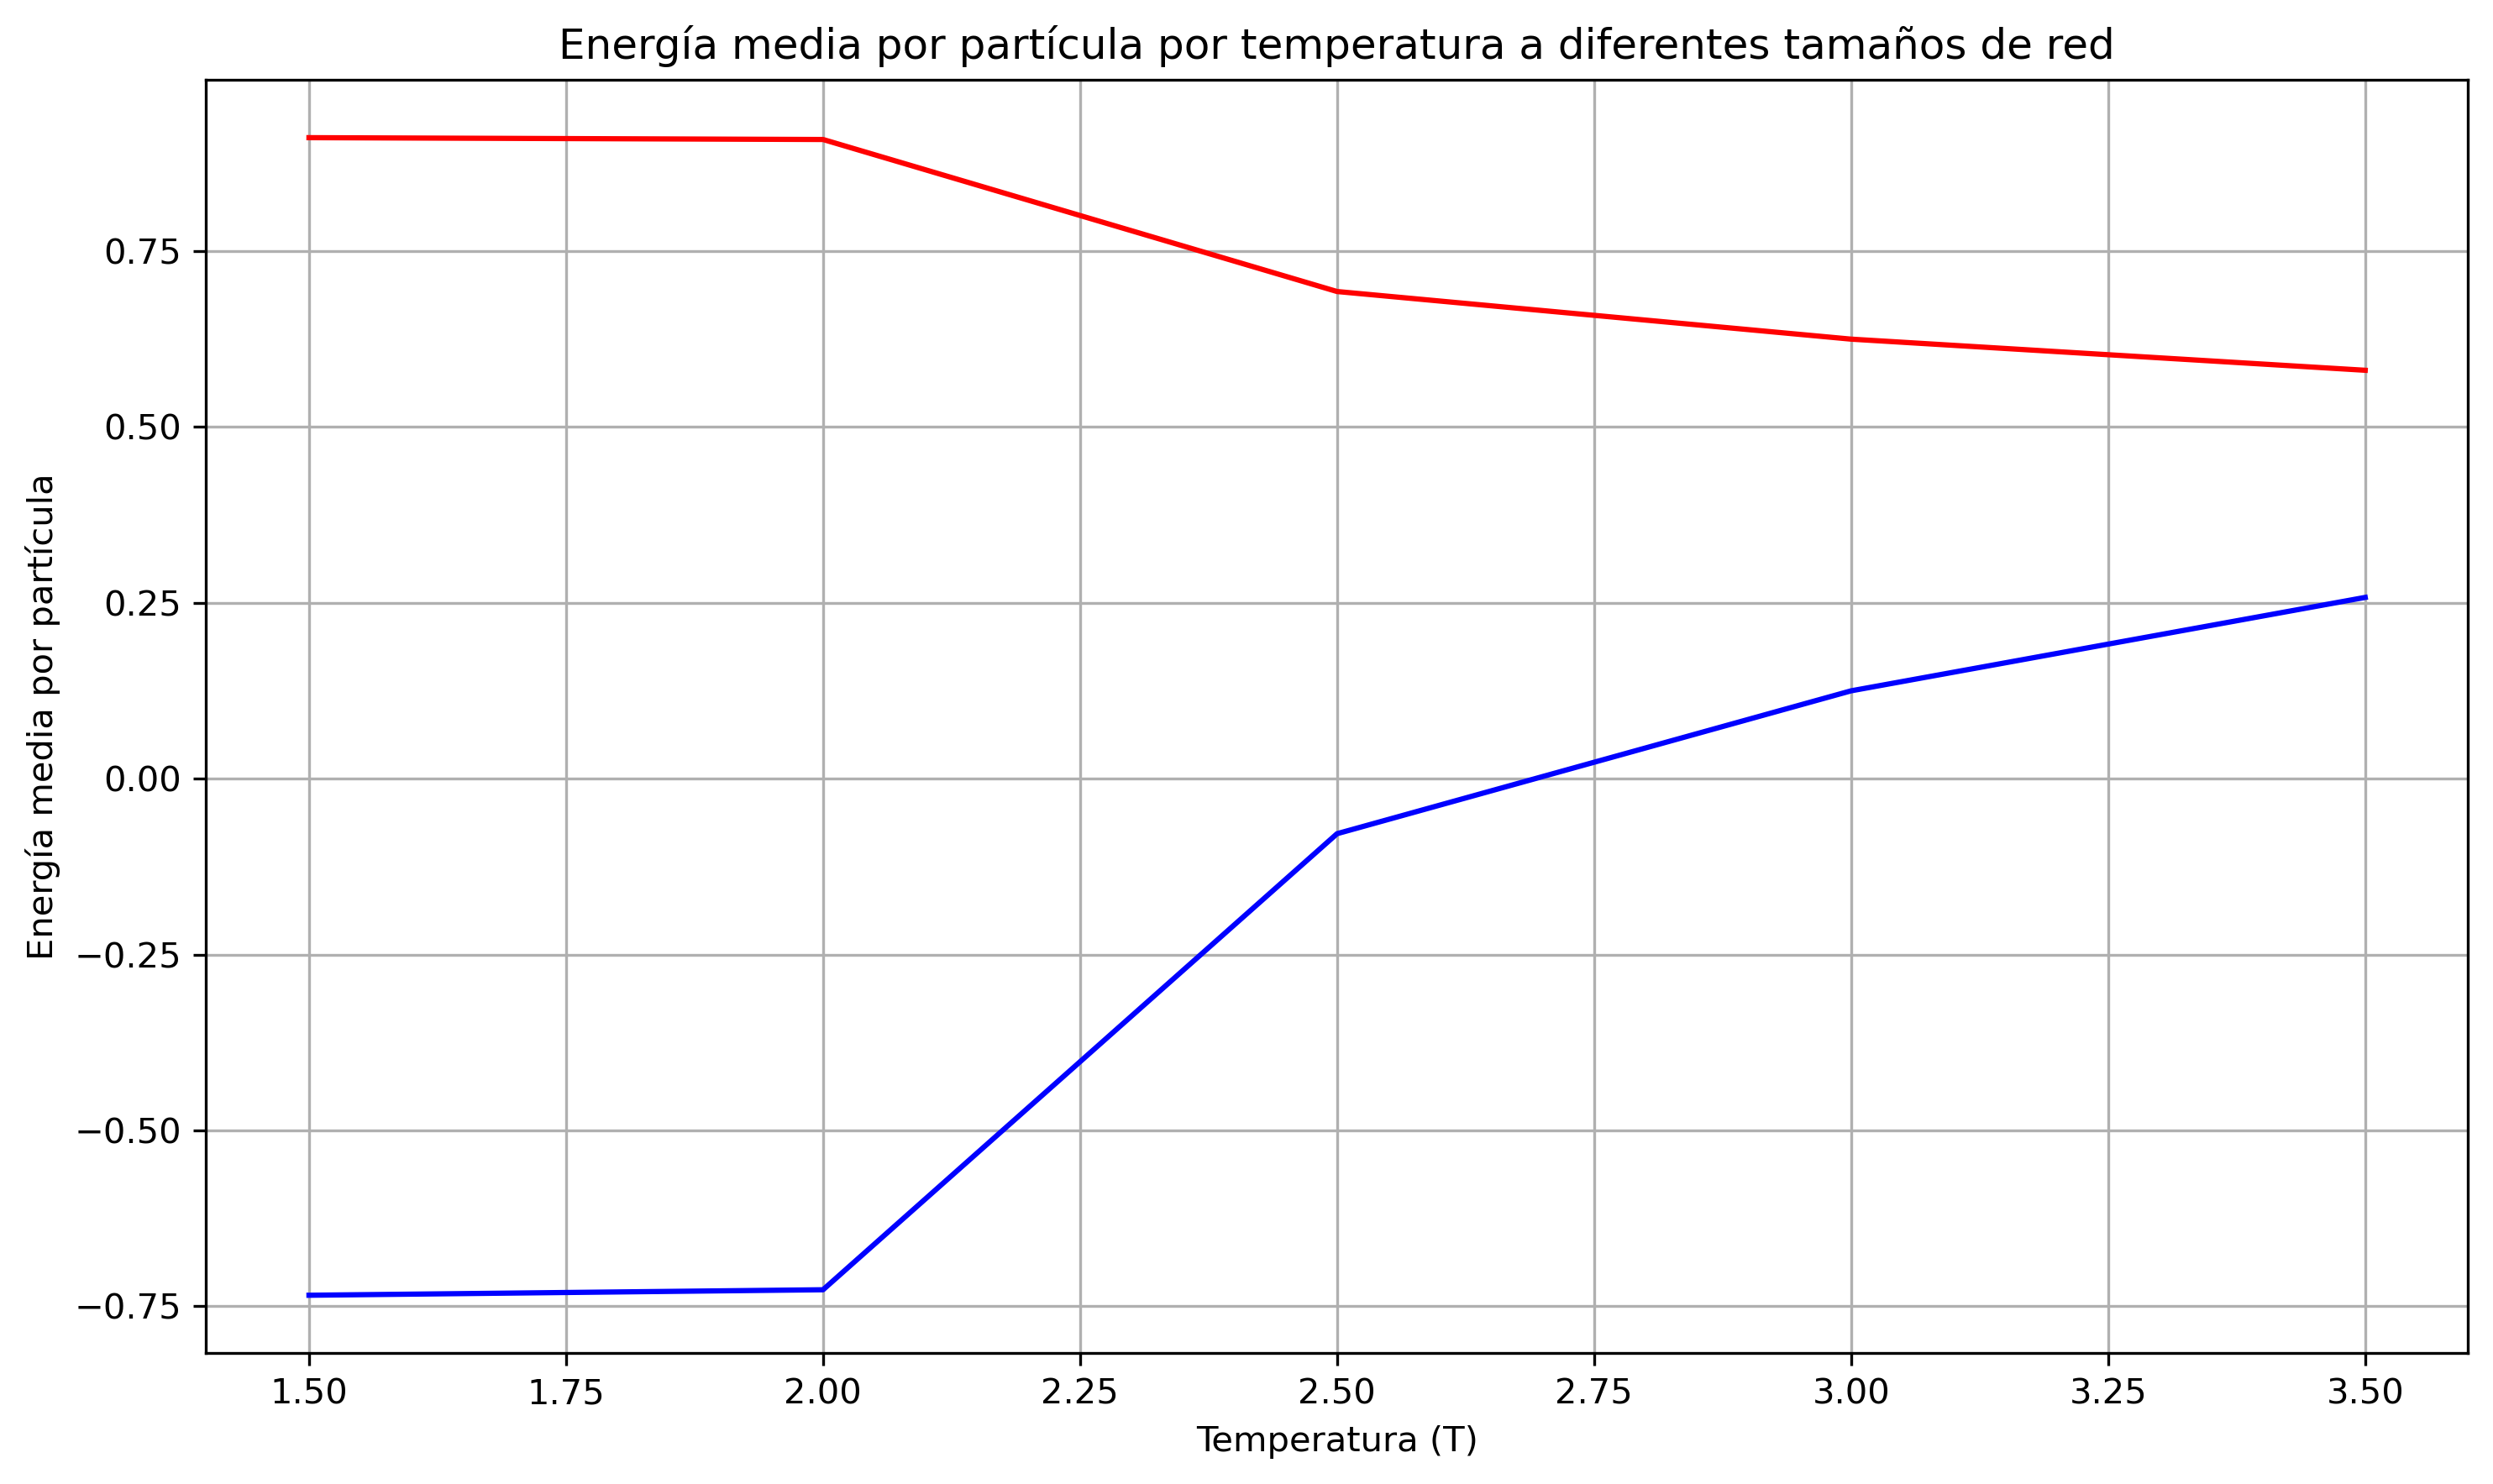 Energía media por partícula por temperatura a diferentes tamaños de red
Energía media por partícula
0.75
0.50
0.25
0.00
−0.25
−0.50
−0.75
1.50 1.75 2.00 2.25 2.50 2.75 3.00 3.25 3.50
Temperatura (T)